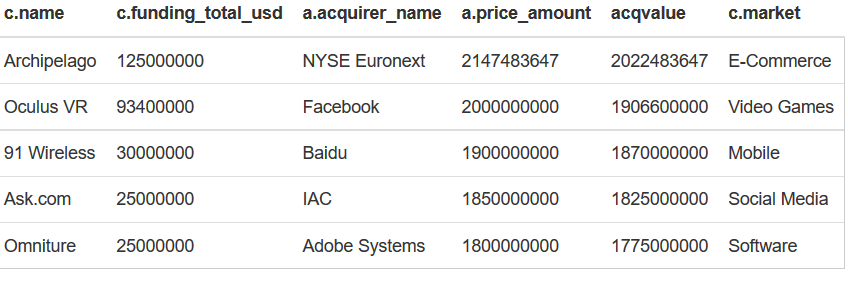 c.name c.funding_total_usd a.acquirer_name a.price_amount acqvalue c.market
Archipelago 125000000 NYSE Euronext 2147483647 2022483647 E-Commerce
Oculus VR 93400000 Facebook 2000000000 1906600000 Video Games
91 Wireless 30000000 Baidu 1900000000 1870000000 Mobile
Ask.com 25000000 IAC 1850000000 1825000000 Social Media
Omniture 25000000 Adobe Systems 1800000000 1775000000 Software